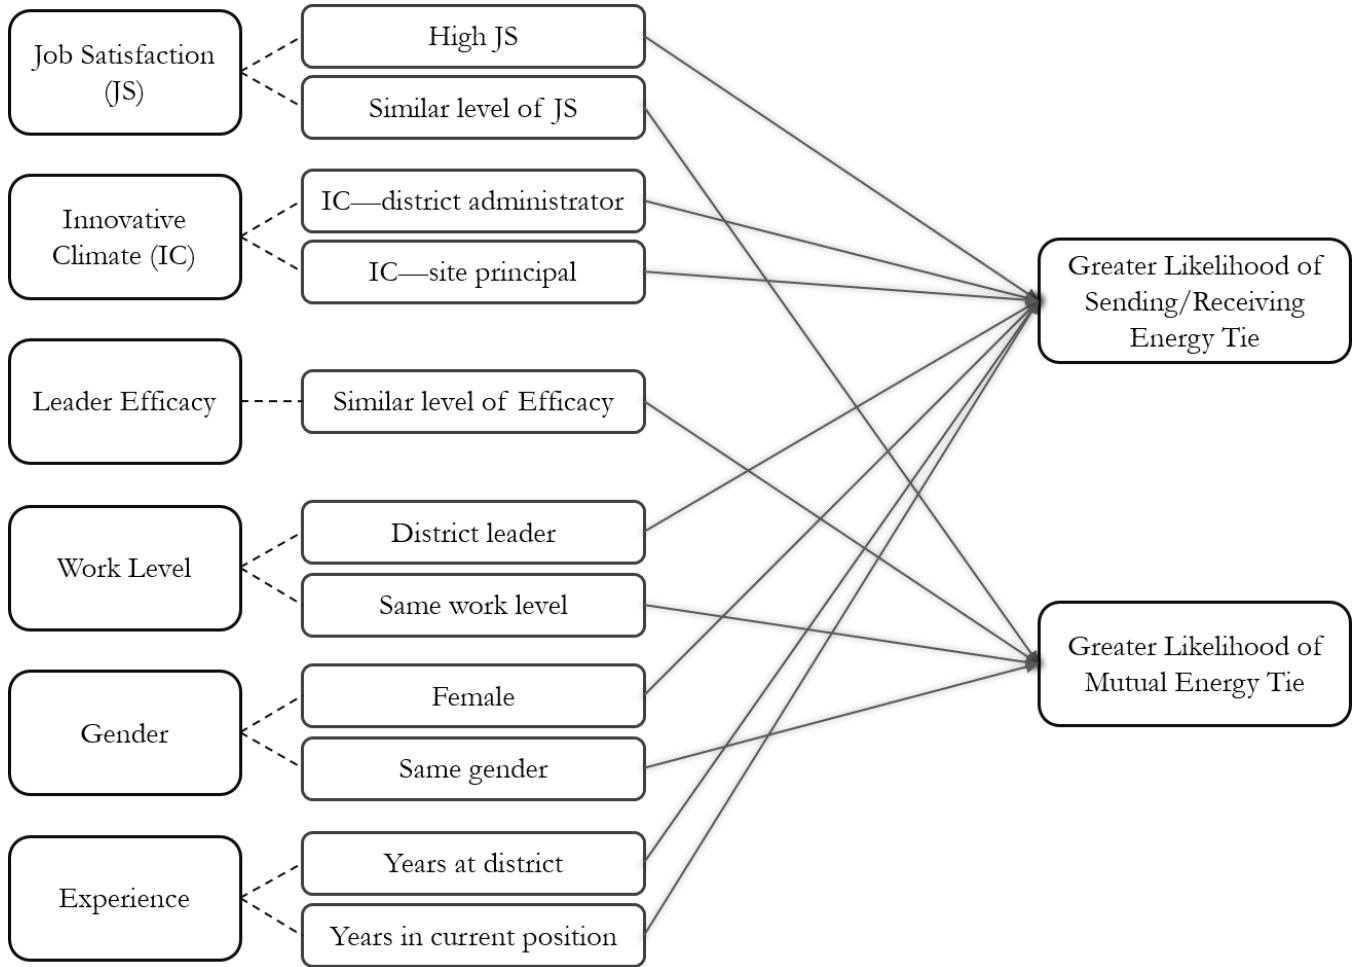 Job Satisfaction
(JS)
High JS
Similar level of JS
Innovative
Climate (IC)
IC—district administrator
IC—site principal
Leader Efficacy
Similar level of Efficacy
Work Level
District leader
Same work level
Gender
Female
Same gender
Experience
Years at district
Years in current position
Greater Likelihood of
Sending/Receiving
Energy Tie
Greater Likelihood of
Mutual Energy Tie